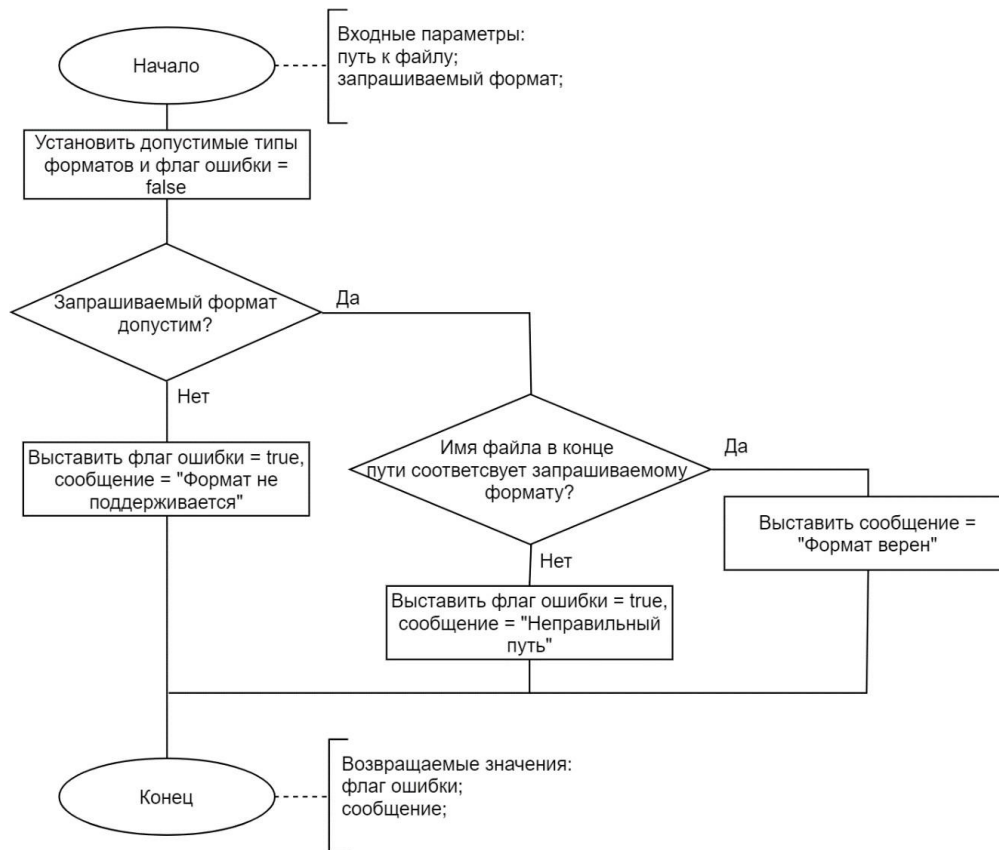 Начало
Входные параметры:
путь к файлу;
запрашиваемый формат;
Установить допустимые типы
форматов и флаг ошибки =
false
Запрашиваемый формат
допустим?
Да
Нет
Выставить флаг ошибки = true,
сообщение = "Формат не
поддерживается"
Имя файла в конце
пути соответсвует запрашиваемому
формату?
Да
Нет
Выставить сообщение =
"Формат верен"
Выставить флаг ошибки = true,
сообщение = "Неправильный
путь"
Конец
Возвращаемые значения:
флаг ошибки;
сообщение;